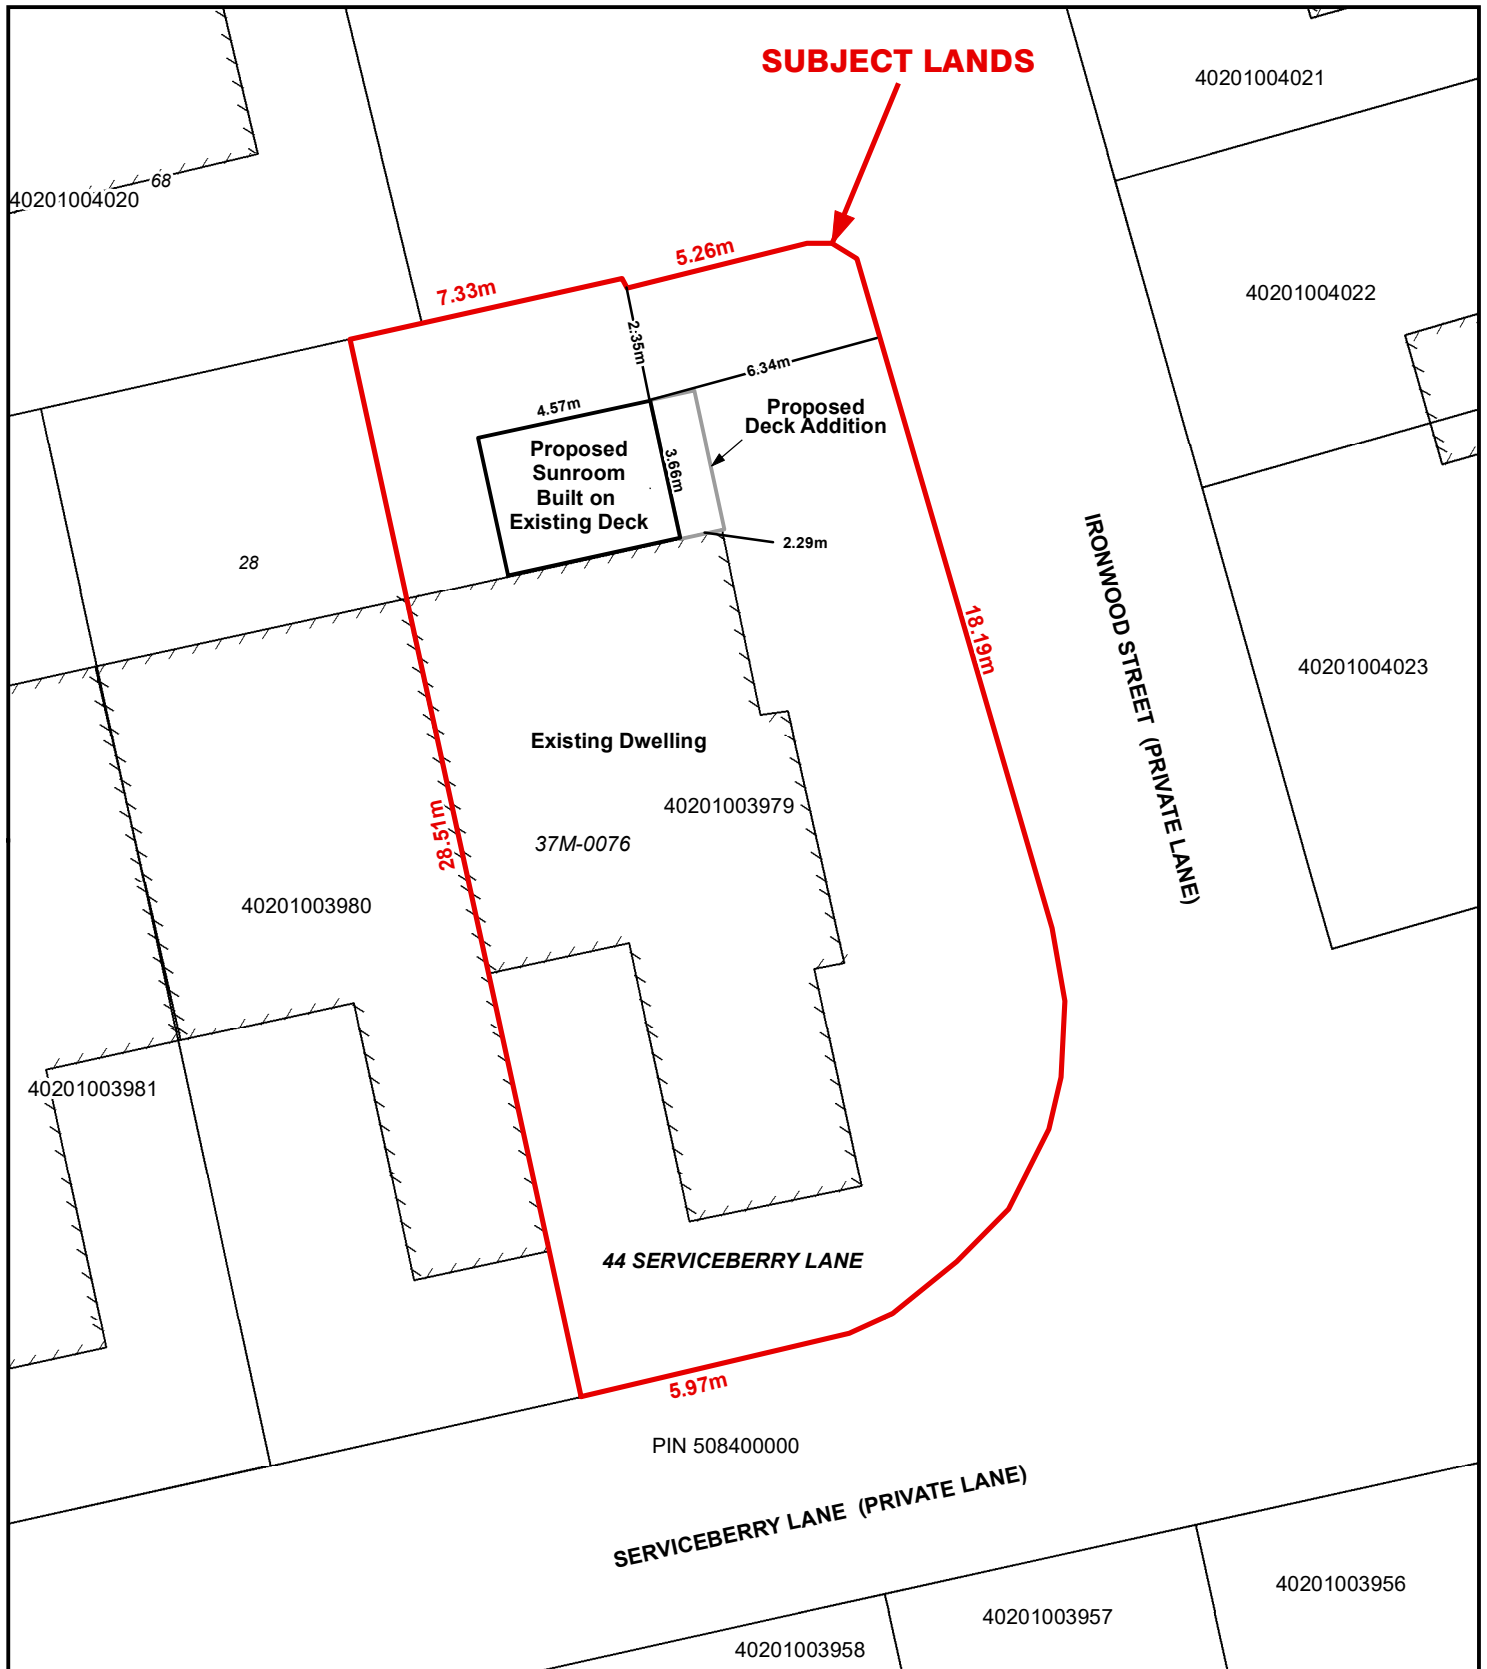 SUBJECT LANDS
40201004021
68
40201004020
5.26m
7.33m
40201004022
2.35m
6.34m
4.57m
Proposed
Deck Addition
Proposed
Sunroom
Built on
Existing Deck
3.66m
2.29m
28
IRONWOOD STREET (PRIVATE LANE)
18.19m
40201004023
Existing Dwelling
40201003979
28.51m
37M-0076
40201003980
40201003981
44 SERVICEBERRY LANE
5.97m
PIN 508400000
SERVICEBERRY LANE (PRIVATE LANE)
40201003956
40201003957
40201003958